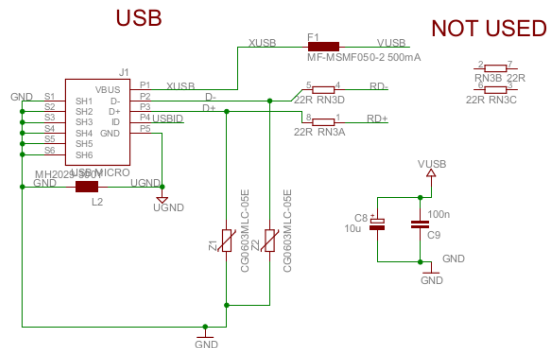 USB
NOT USED
XUSB
F1
VUSB
MF-MSMF050-2 500mA
J1
VBUS
P1
XUSB
2
7
RN3B
22R
6
3
RN3C
GND
S1
SH1
D-
P2
D-
5
4
RD-
22R RN3D
S2
SH2
D+
P3
D+
S3
SH3
ID
P4
USBID
8
1
RD+
22R RN3A
S4
SH4
GND
P5
S5
SH5
S6
SH6
USB MICRO
GND
UGND
L2
UGND
Z1
CG0603MLC-05E
Z2
CG0603MLC-05E
VUSB
C8
10u
100n
C9
GND
GND
GND